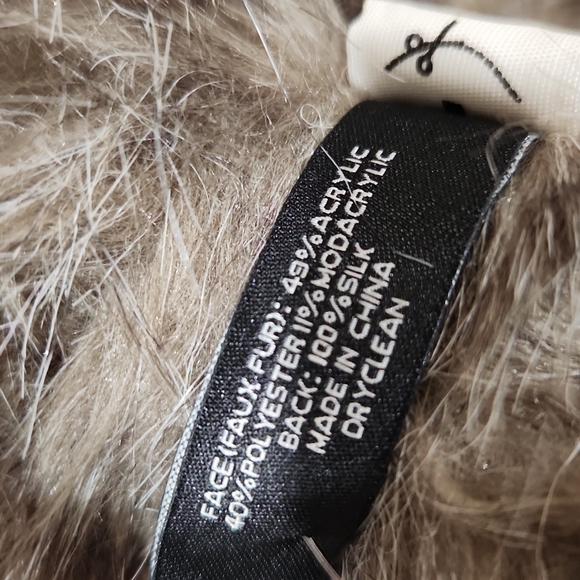 FACE (FAUX FUR): 49% ACRYLIC
40% POLYESTER 11% MODACRYLIC
BACK: 100% SILK
MADE IN CHINA
DRYCLEAN